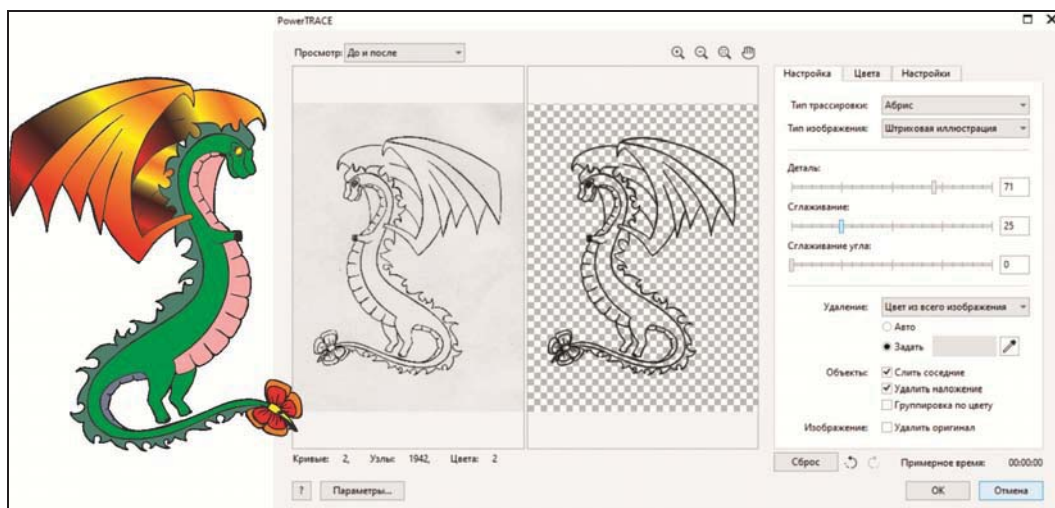 PowerTRACE
Просмотр: До и после
Настройка Цвета Настройки
Тип трассировки: Абрис
Тип изображения: Штриховая иллюстрация
Деталь:
71
Сглаживание:
25
Сглаживание угла:
0
Удаление: Цвет из всего изображения
Авто
Задать
Объекты: Слить соседние
Удалить наложение
Группировка по цвету
Изображение: Удалить оригинал
Кривые: 2, Узлы: 1942, Цвета: 2
Сброс Примерное время: 00:00:00
? Параметры... OK Отмена